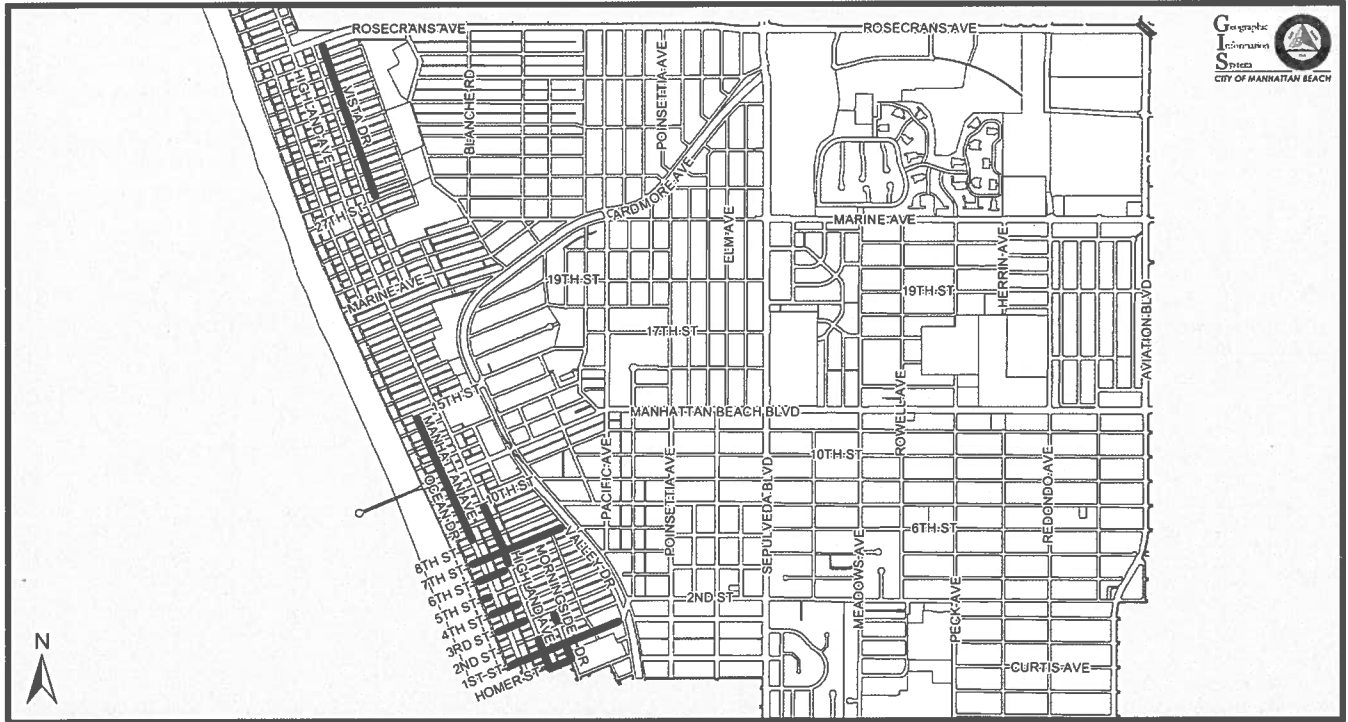 ROSECRANS AVE
ROSECRANS AVE
Geographic
Information
System
CITY OF MANHATTAN BEACH
HIGHLAND AVE
VISTA DR
BLANCHE RD
POINSETTIA AVE
27TH ST
ARDMORE AVE
ELM AVE
MARINE AVE
HERRIN AVE
MARINE AVE
19TH ST
19TH ST
17TH ST
AVIATION BLVD
15TH ST
MANHATTAN BEACH BLVD
ROWELL AVE
MANHATTAN AVE
OCEAN DR
10TH ST
PACIFIC AVE
POINSETTIA AVE
SEPULVEDA BLVD
10TH ST
REDONDO AVE
6TH ST
VALLEY DR
MEADOWS AVE
PECK AVE
8TH ST
7TH ST
6TH ST
5TH ST
4TH ST
3RD ST
2ND ST
1ST ST
HOMER ST
HIGHLAND AVE
MORNINGSIDE DR
2ND ST
CURTIS AVE
N